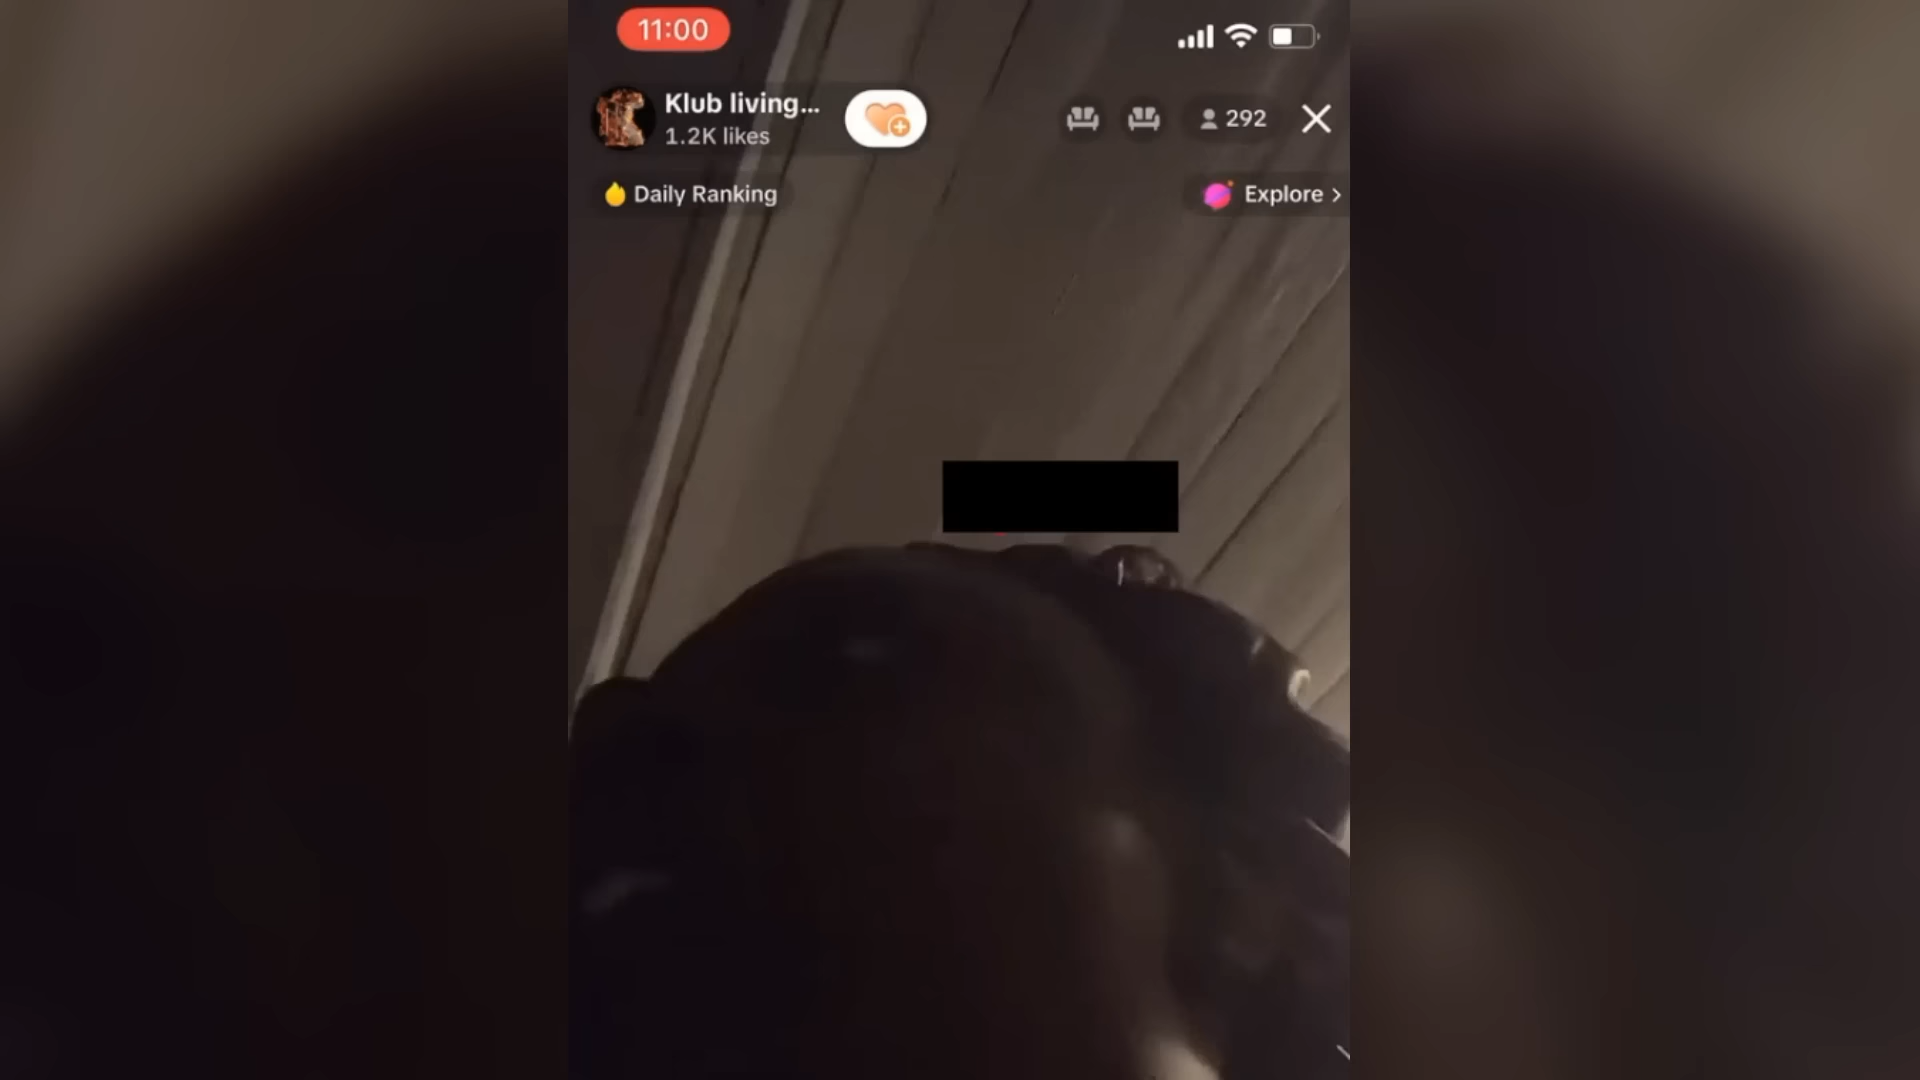 11:00
Klub living...
1.2K likes
292
Daily Ranking
Explore >